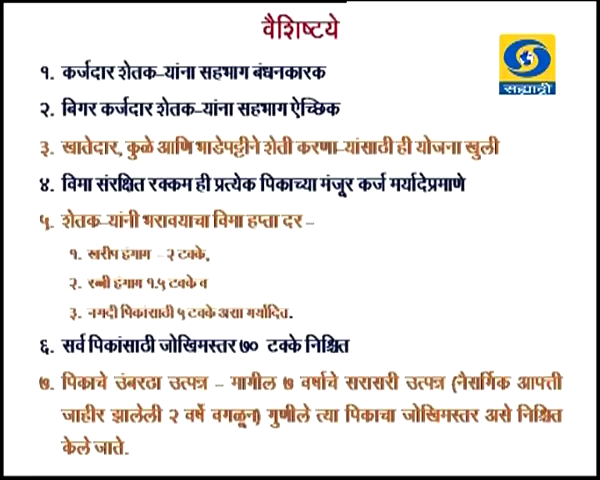 वैशिष्टये
सह्याद्री
१. कर्जदार शेतक-यांना सहभाग बंधनकारक
२. बिगर कर्जदार शेतक-यांना सहभाग ऐच्छिक
३. खातेदार, कुळे आणि भाडेपट्टीने शेती करणा-यांसाठी ही योजना खुली
४. विमा संरक्षित रक्कम ही प्रत्येक पिकाच्या मंजूर कर्ज मर्यादेप्रमाणे
५. शेतक-यांनी भरावयाचा विमा हप्ता दर –
१. खरीप हंगाम – २ टक्के,
२. रब्बी हंगाम १.५ टक्के व
३. नगदी पिकांसाठी ५ टक्के असा मर्यादित.
६. सर्व पिकांसाठी जोखिमस्तर ७० टक्के निश्चित
७. पिकाचे उंबरठा उत्पन्न – मागील ७ वर्षाचे सरासरी उत्पन्न (नैसर्गिक आपत्ती
जाहीर झालेली २ वर्षे वगळून) गुणीले त्या पिकाचा जोखिमस्तर असे निश्चित
केले जाते.